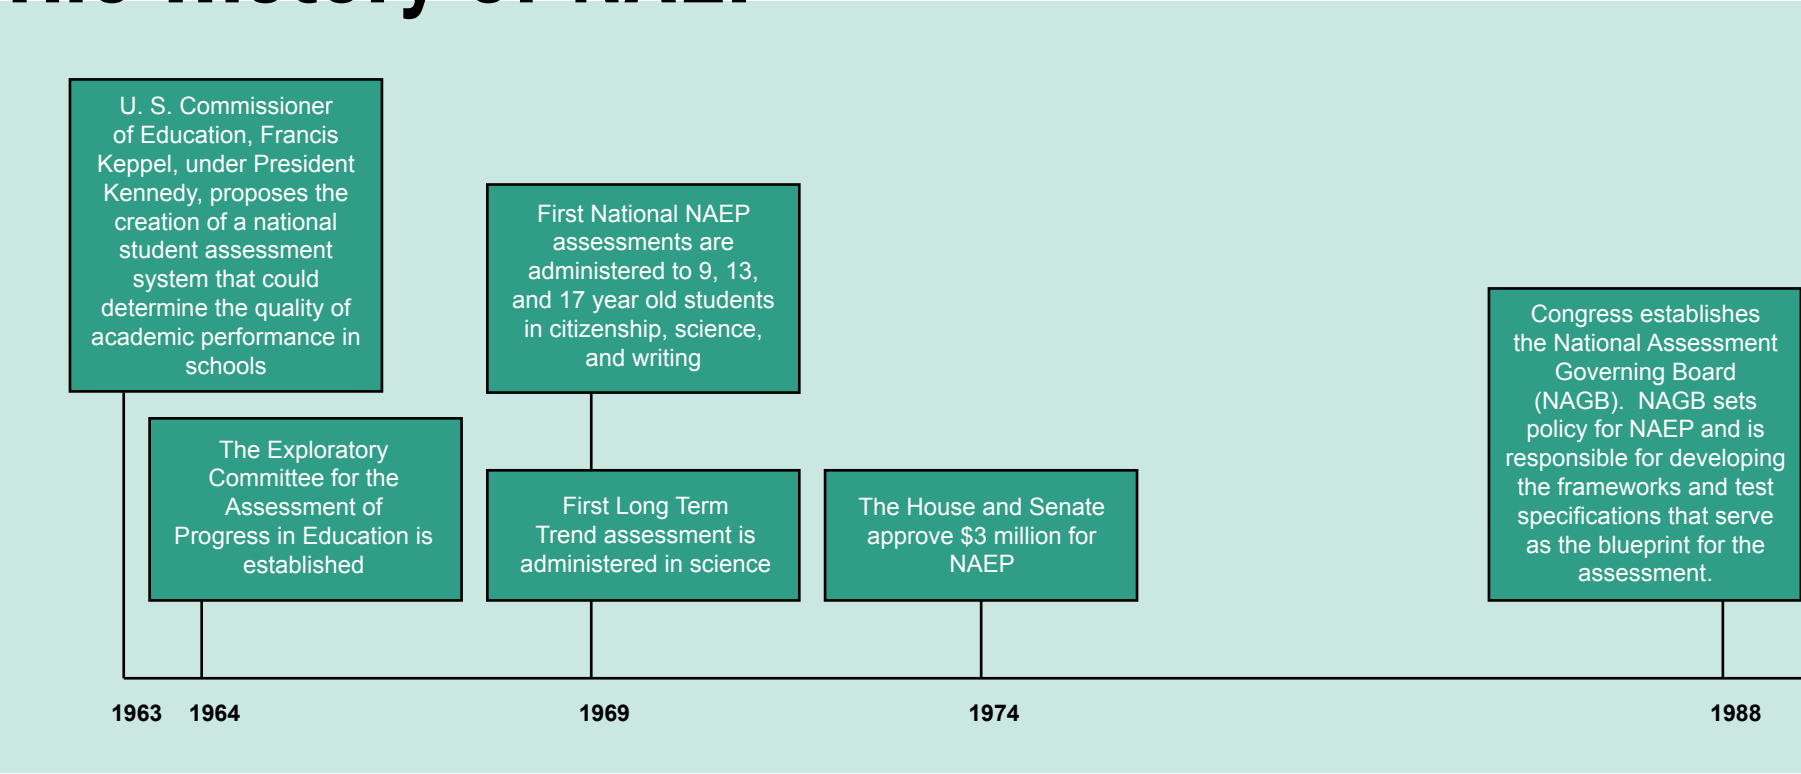 The History of NAEP
U. S. Commissioner
of Education, Francis
Keppel, under President
Kennedy, proposes the
creation of a national
student assessment
system that could
determine the quality of
academic performance in
schools
The Exploratory
Committee for the
Assessment of
Progress in Education is
established
First National NAEP
assessments are
administered to 9, 13,
and 17 year old students
in citizenship, science,
and writing
First Long Term
Trend assessment is
administered in science
The House and Senate
approve $3 million for
NAEP
Congress establishes
the National Assessment
Governing Board
(NAGB).  NAGB sets
policy for NAEP and is
responsible for developing
the frameworks and test
specifications that serve
as the blueprint for the
assessment.
1963
1964
1969
1974
1988